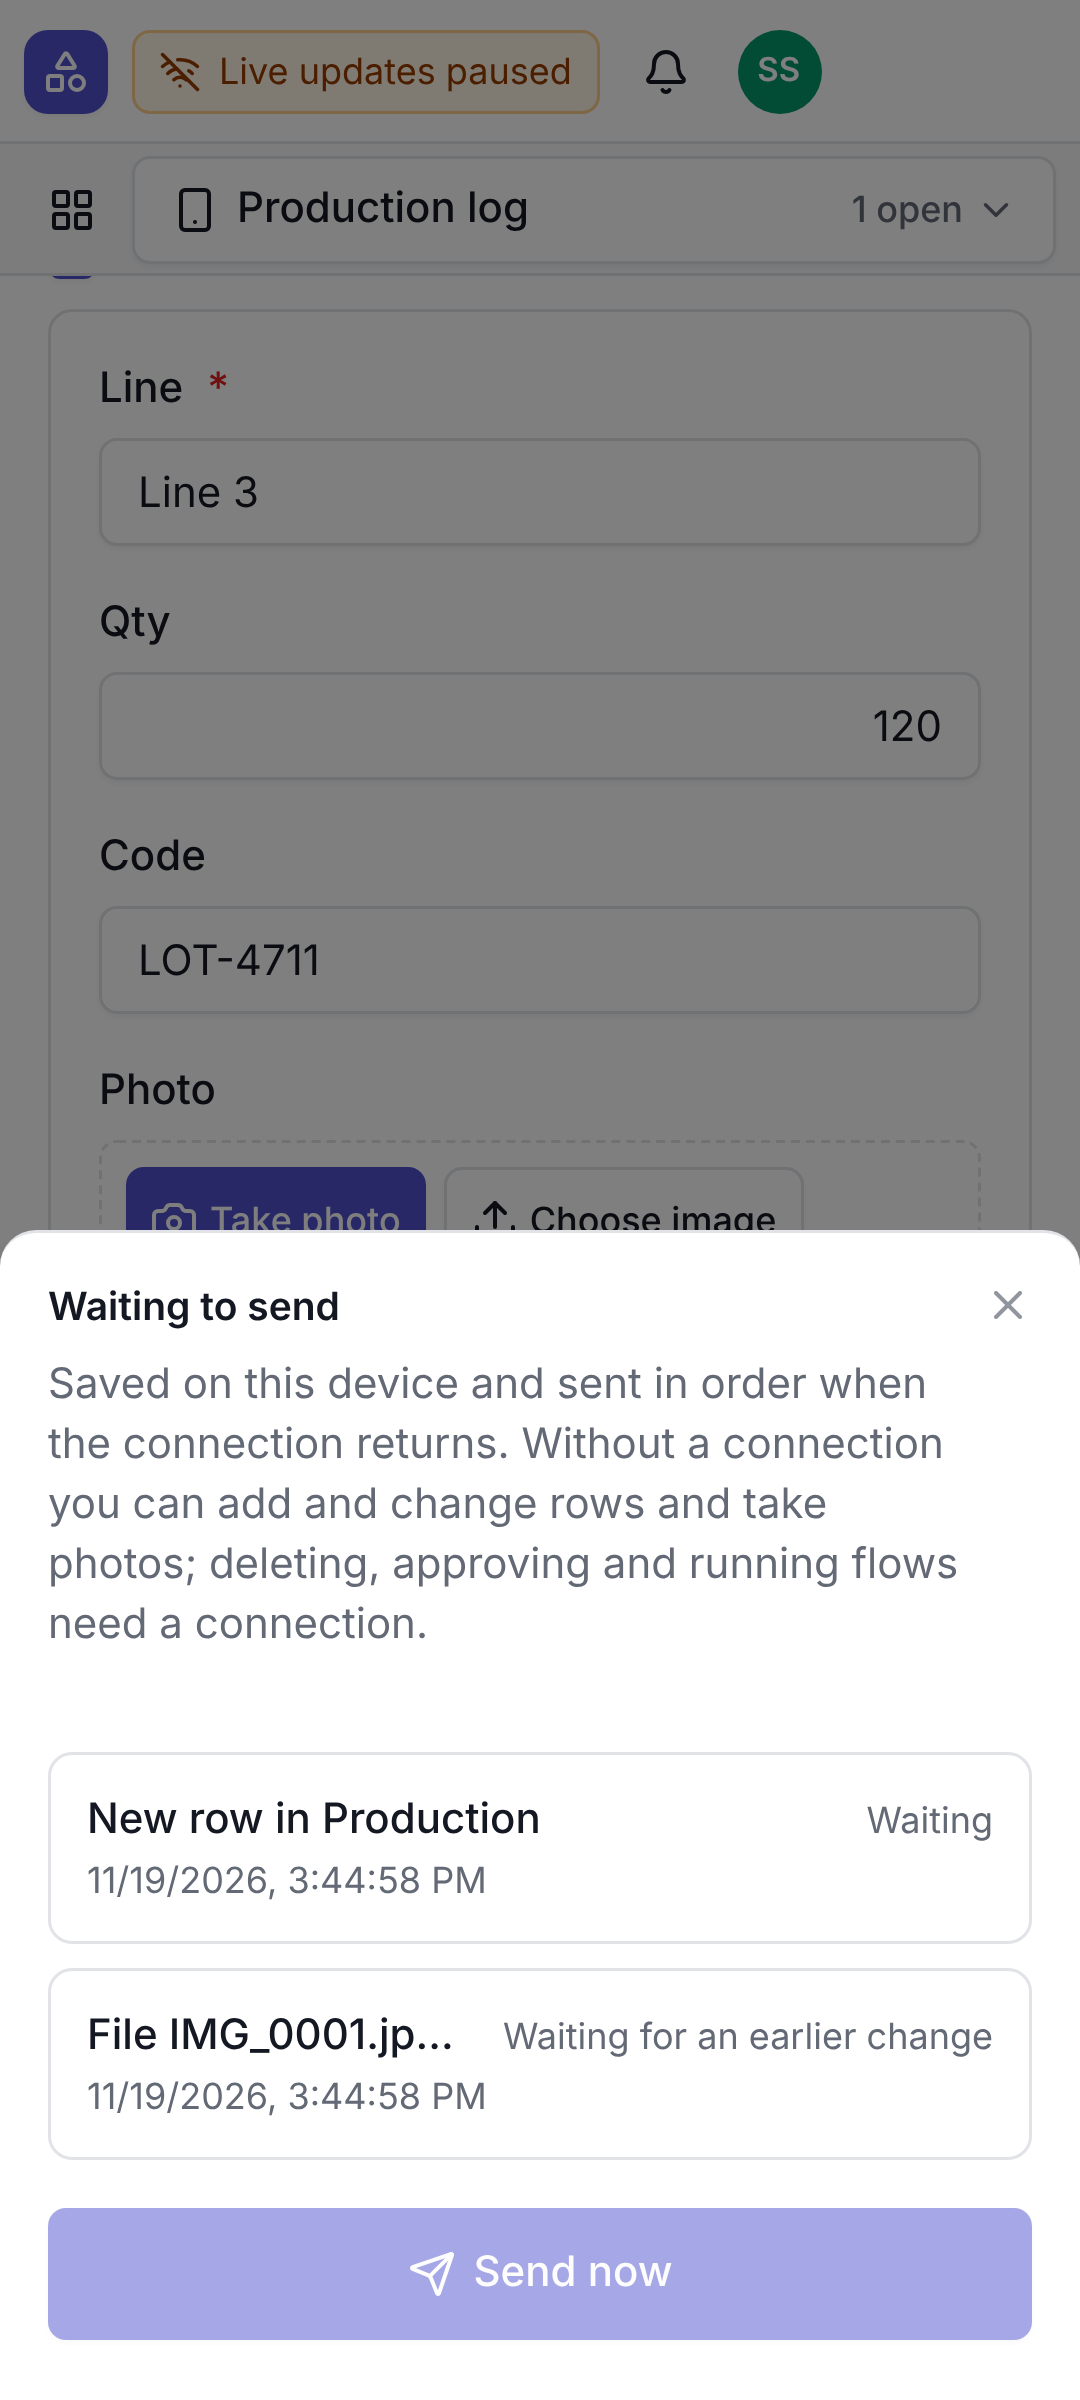 Live updates paused
SS
Production log
1 open
Line *
Line 3
Qty
120
Code
LOT-4711
Photo
Take photo
Choose image
Waiting to send
Saved on this device and sent in order when
the connection returns. Without a connection
you can add and change rows and take
photos; deleting, approving and running flows
need a connection.
New row in Production
Waiting
11/19/2026, 3:44:58 PM
File IMG_0001.jp...
Waiting for an earlier change
11/19/2026, 3:44:58 PM
Send now